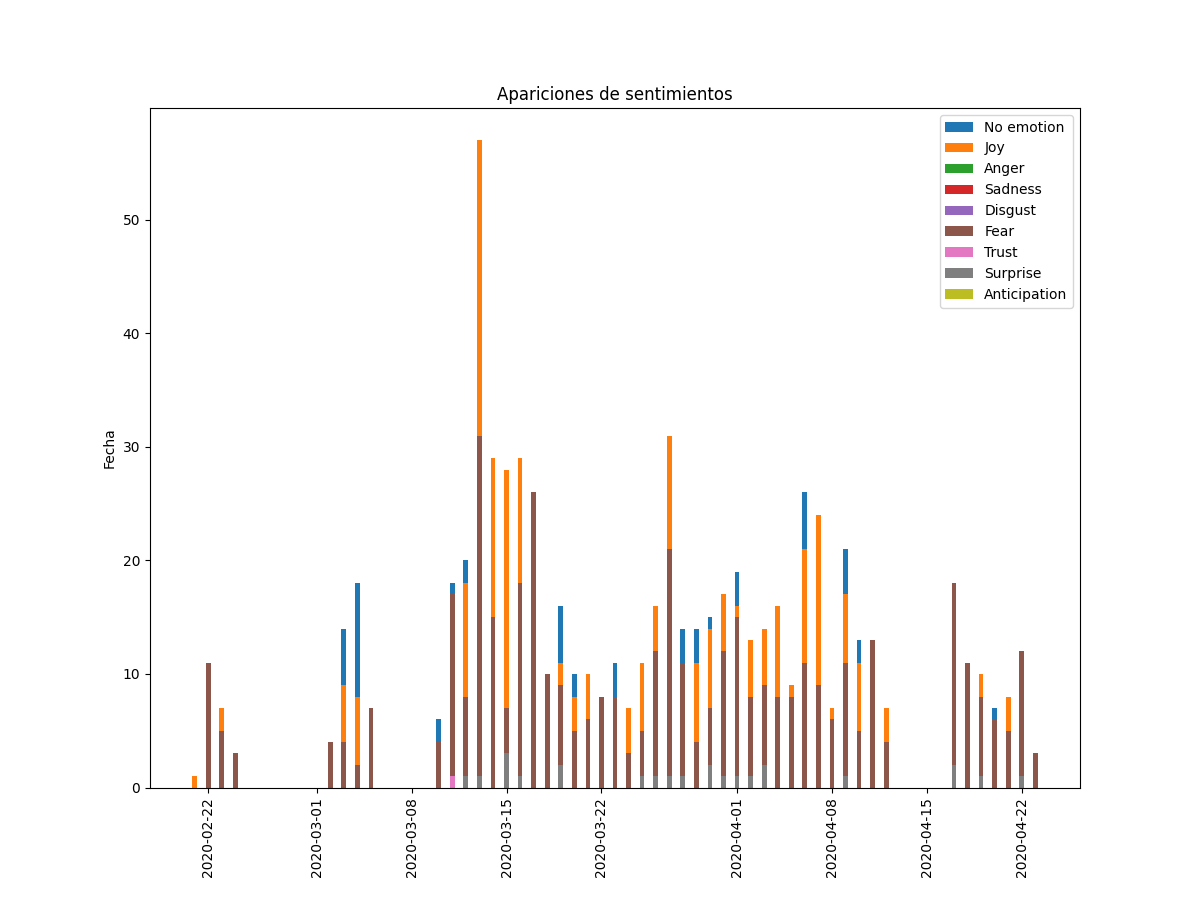 Apariciones de sentimientos
No emotion
Joy
Anger
Sadness
Disgust
Fear
Trust
Surprise
Anticipation
Fecha
50
40
30
20
10
0
2020-02-22
2020-03-01
2020-03-08
2020-03-15
2020-03-22
2020-04-01
2020-04-08
2020-04-15
2020-04-22